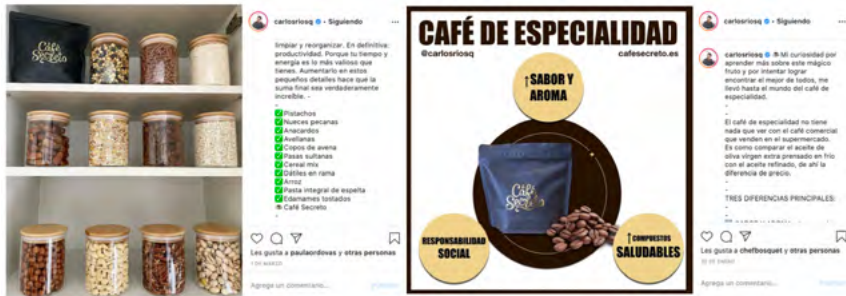 Café
Secreto
carlosriosq • Siguiendo
limpiar y reorganizar. En definitiva:
productividad. Porque tu tiempo y
energía es lo más valioso que
tienes. Aumentarlo en estos
pequeños detalles hace que la
suma final sea verdaderamente
increíble. -
-
✅Pistachos
✅Nueces pecanas
✅Anacardos
✅Avellanas
✅Copos de avena
✅Pasas sultanas
✅Cereal mix
✅Dátiles en rama
✅Arroz
✅Pasta integral de espelta
✅Edamames tostados
Café Secreto
-
Les gusta a paulaordovas y otras personas
7 DE MARZO
Agrega un comentario...
Publicar
CAFÉ DE ESPECIALIDAD
@carlosriosq
cafesecreto.es
↑SABOR Y
AROMA
Café
Secreto
RESPONSABILIDAD
SOCIAL
↑COMPUESTOS
SALUDABLES
carlosriosq • Siguiendo
carlosriosq Mi curiosidad por
aprender más sobre este mágico
fruto y por intentar lograr
encontrar el mejor de todos, me
llevó hasta el mundo del café de
especialidad.
-
-
El café de especialidad no tiene
nada que ver con el café comercial
que venden en el supermercado.
Es como comparar el aceite de
oliva virgen extra prensado en frío
con el aceite refinado, de ahí la
diferencia de precio.
-
-
TRES DIFERENCIAS PRINCIPALES:
-
Les gusta a chefbosquet y otras personas
DE ENERO
Agrega un comentario...
Publicar